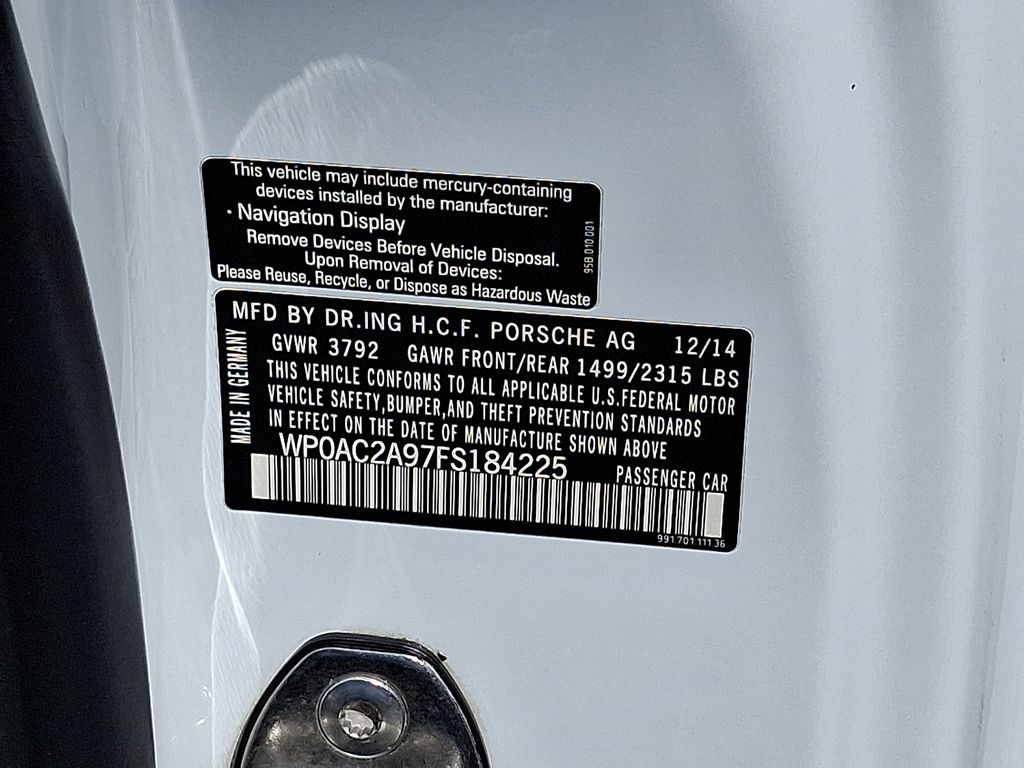 This vehicle may include mercury-containing
devices installed by the manufacturer:
· Navigation Display
Remove Devices Before Vehicle Disposal.
Upon Removal of Devices:
Please Reuse, Recycle, or Dispose as Hazardous Waste
95B.010.001
MFD BY DR.ING H.C.F. PORSCHE AG 12/14
GVWR 3792 GAWR FRONT/REAR 1499/2315 LBS
THIS VEHICLE CONFORMS TO ALL APPLICABLE U.S.FEDERAL MOTOR
VEHICLE SAFETY,BUMPER,AND THEFT PREVENTION STANDARDS
IN EFFECT ON THE DATE OF MANUFACTURE SHOWN ABOVE
WP0AC2A97FS184225 PASSENGER CAR
MADE IN GERMANY
991.701.111.36